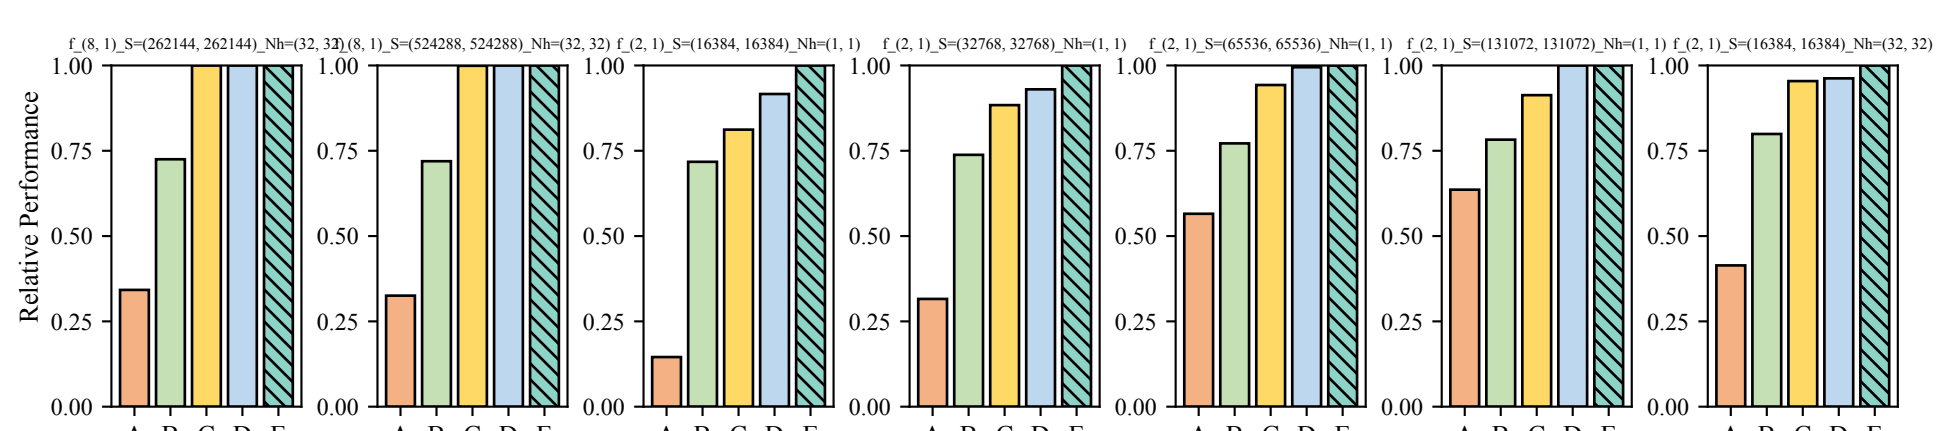 f_(8, 1)_S=(262144, 262144)_Nh=(32, 32)
f_(8, 1)_S=(524288, 524288)_Nh=(32, 32)
f_(2, 1)_S=(16384, 16384)_Nh=(1, 1)
f_(2, 1)_S=(32768, 32768)_Nh=(1, 1)
f_(2, 1)_S=(65536, 65536)_Nh=(1, 1)
f_(2, 1)_S=(131072, 131072)_Nh=(1, 1)
f_(2, 1)_S=(16384, 16384)_Nh=(32, 32)
Relative Performance
1.00
0.75
0.50
0.25
0.00
A B C D E
1.00
0.75
0.50
0.25
0.00
A B C D E
1.00
0.75
0.50
0.25
0.00
A B C D E
1.00
0.75
0.50
0.25
0.00
A B C D E
1.00
0.75
0.50
0.25
0.00
A B C D E
1.00
0.75
0.50
0.25
0.00
A B C D E
1.00
0.75
0.50
0.25
0.00
A B C D E